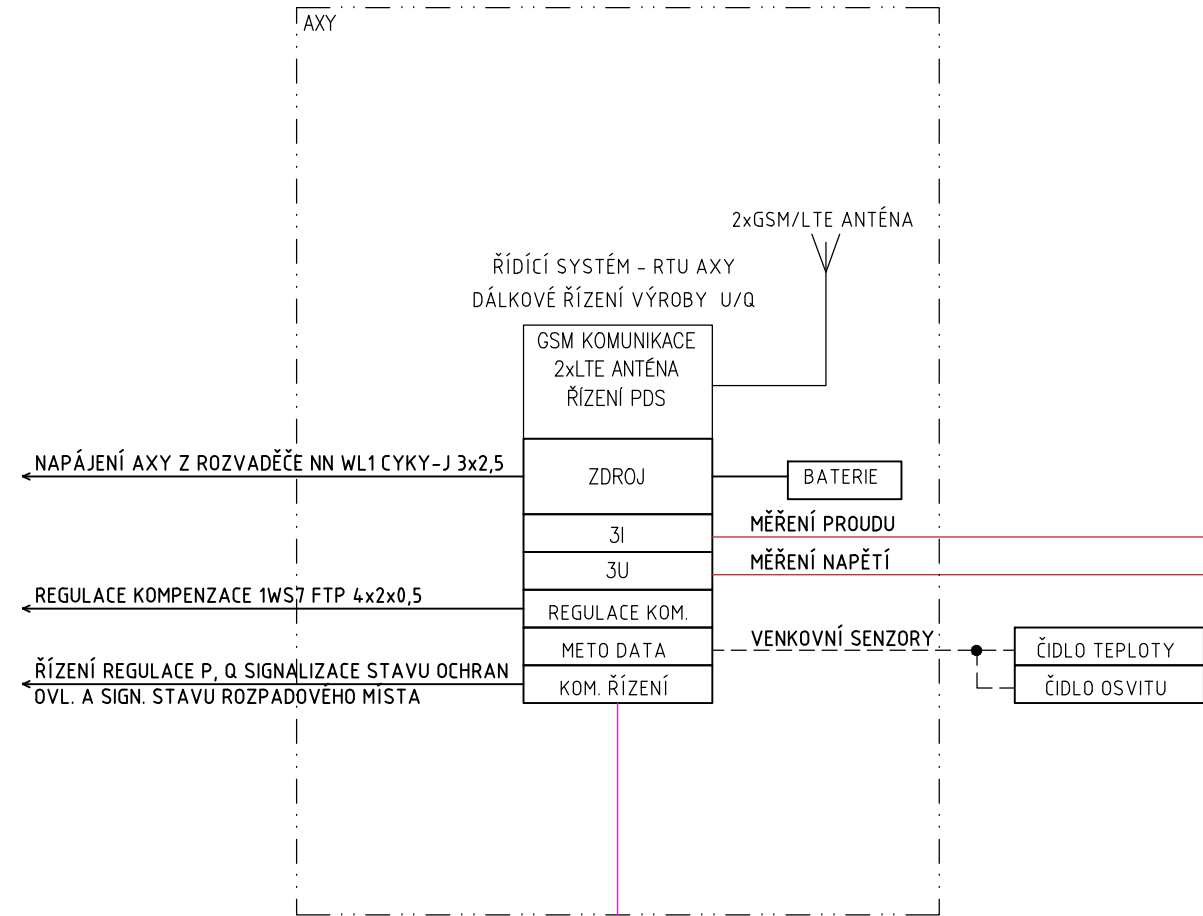 AXY
2xGSM/LTE ANTÉNA
ŘÍDÍCÍ SYSTÉM - RTU AXY
DÁLKOVÉ ŘÍZENÍ VÝROBY U/Q
GSM KOMUNIKACE
2xLTE ANTÉNA
ŘÍZENÍ PDS
NAPÁJENÍ AXY Z ROZVADĚČE NN WL1 CYKY-J 3x2,5
ZDROJ
BATERIE
3I
MĚŘENÍ PROUDU
3U
MĚŘENÍ NAPĚTÍ
REGULACE KOMPENZACE 1WS7 FTP 4x2x0,5
REGULACE KOM.
METO DATA
VENKOVNÍ SENZORY
ČIDLO TEPLOTY
ŘÍZENÍ REGULACE P, Q SIGNALIZACE STAVU OCHRAN
OVL. A SIGN. STAVU ROZPADOVÉHO MÍSTA
KOM. ŘÍZENÍ
ČIDLO OSVITU